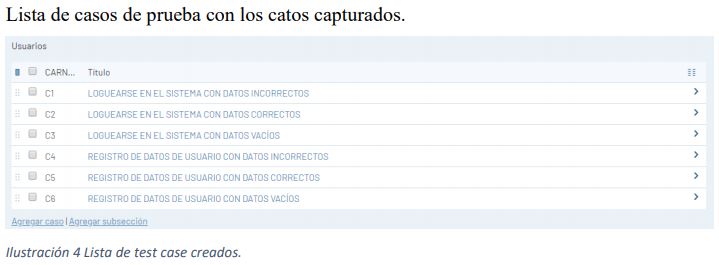 Lista de casos de prueba con los catos capturados.
Usuarios
CARN... Título
C1 LOGUEARSE EN EL SISTEMA CON DATOS INCORRECTOS
C2 LOGUEARSE EN EL SISTEMA CON DATOS CORRECTOS
C3 LOGUEARSE EN EL SISTEMA CON DATOS VACÍOS
C4 REGISTRO DE DATOS DE USUARIO CON DATOS INCORRECTOS
C5 REGISTRO DE DATOS DE USUARIO CON DATOS CORRECTOS
C6 REGISTRO DE DATOS DE USUARIO CON DATOS VACÍOS
Agregar caso | Agregar subsección
Ilustración 4 Lista de test case creados.